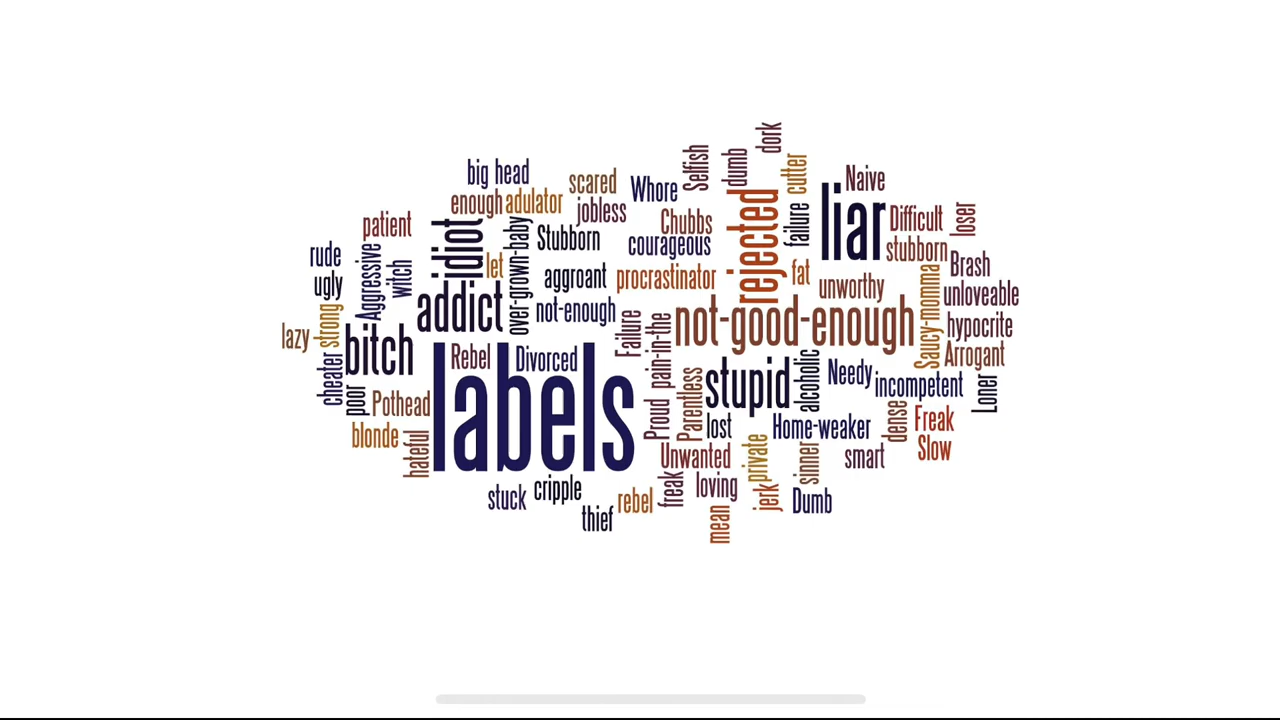 dork
big head
scared
Whore
Selfish
dumb
cutter
Naive
enough
adulator
jobless
Chubbs
rejected
failure
liar
Difficult
loser
patient
idiot
over-grown-baby
Stubborn
courageous
stubborn
rude
Aggressive
witch
let
aggroant
procrastinator
fat
unworthy
Saucy-momma
Brash
ugly
addict
not-enough
unloveable
lazy
strong
bitch
Failure
pain-in-the
not-good-enough
hypocrite
Rebel
Divorced
Arrogant
cheater
poor
Pothead
labels
Proud
Parentless
stupid
alcoholic
Needy
incompetent
Loner
blonde
hateful
lost
Home-weaker
dense
Freak
Slow
Unwanted
private
sinner
smart
stuck
cripple
thief
rebel
freak
loving
mean
jerk
Dumb